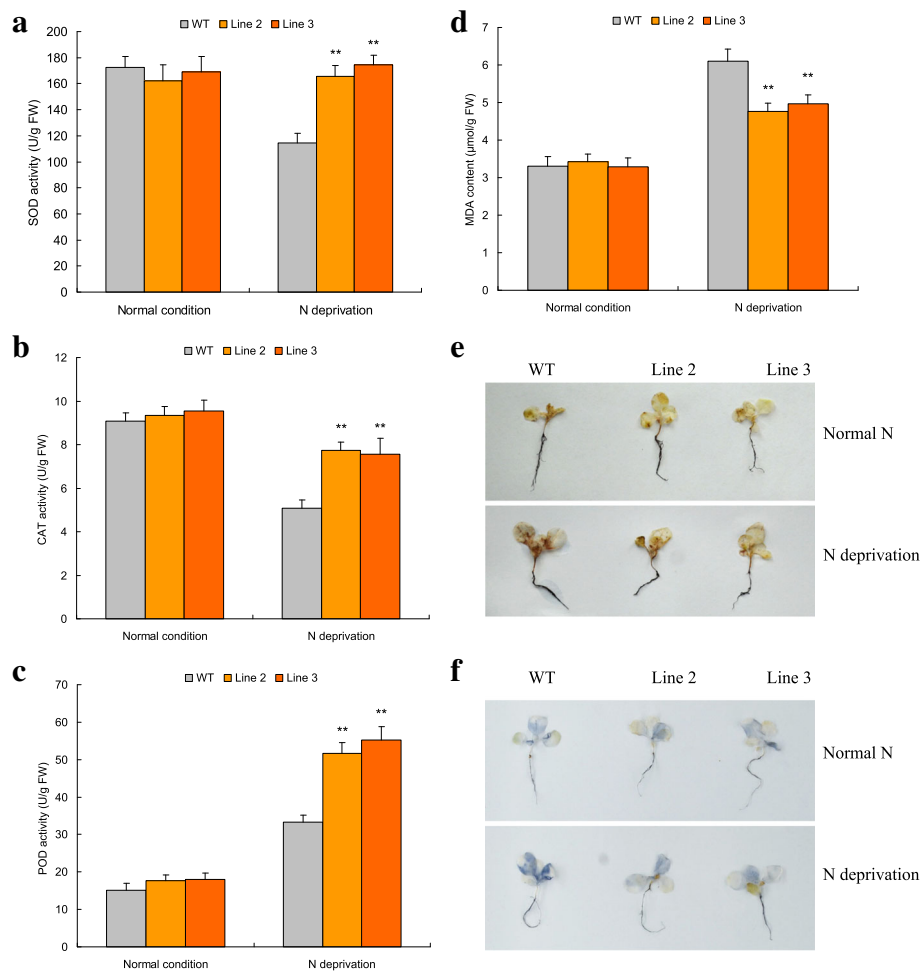 a
WT Line 2 Line 3
SOD activity (U/g FW)
200
180
160
140
120
100
80
60
40
20
0
** **
Normal condition N deprivation
b
WT Line 2 Line 3
CAT activity (U/g FW)
12
10
8
6
4
2
0
** **
Normal condition N deprivation
c
WT Line 2 Line 3
POD activity (U/g FW)
70
60
50
40
30
20
10
0
** **
Normal condition N deprivation
d
WT Line 2 Line 3
MDA content (μmol/g FW)
7
6
5
4
3
2
1
0
** **
Normal condition N deprivation
e
WT Line 2 Line 3
Normal N
N deprivation
f
WT Line 2 Line 3
Normal N
N deprivation